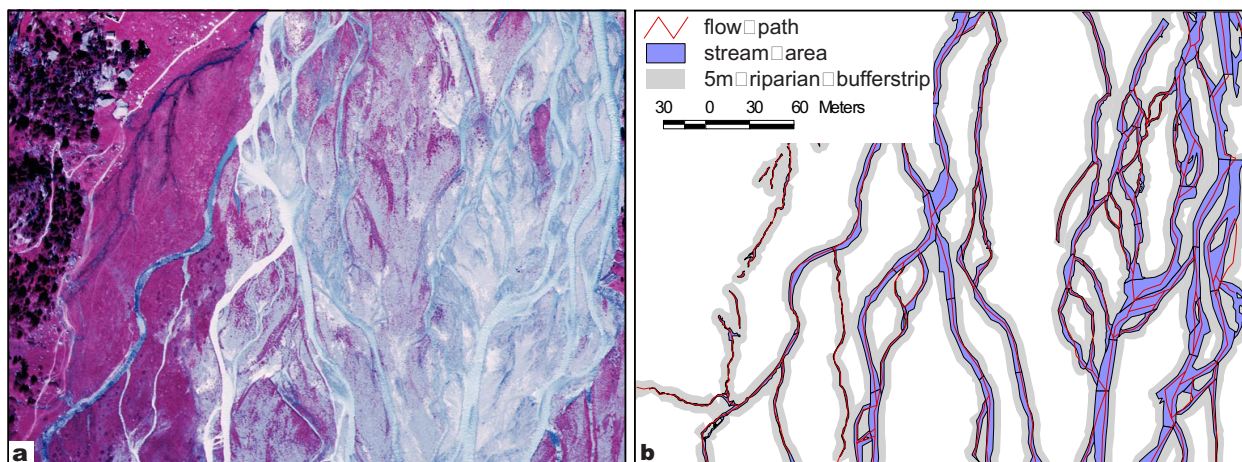 a
flow□path
stream□area
5m□riparian□bufferstrip
30 0 30 60 Meters
b